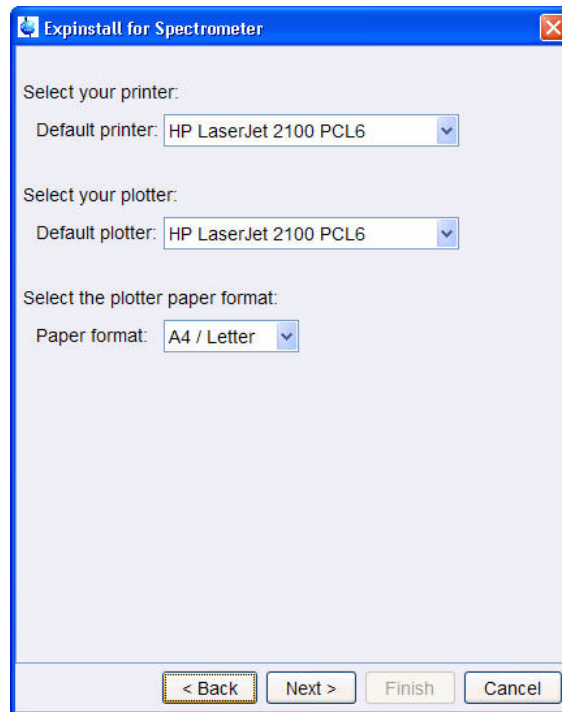 Expinstall for Spectrometer
Select your printer:
Default printer: HP LaserJet 2100 PCL6
Select your plotter:
Default plotter: HP LaserJet 2100 PCL6
Select the plotter paper format:
Paper format: A4 / Letter
< Back Next > Finish Cancel